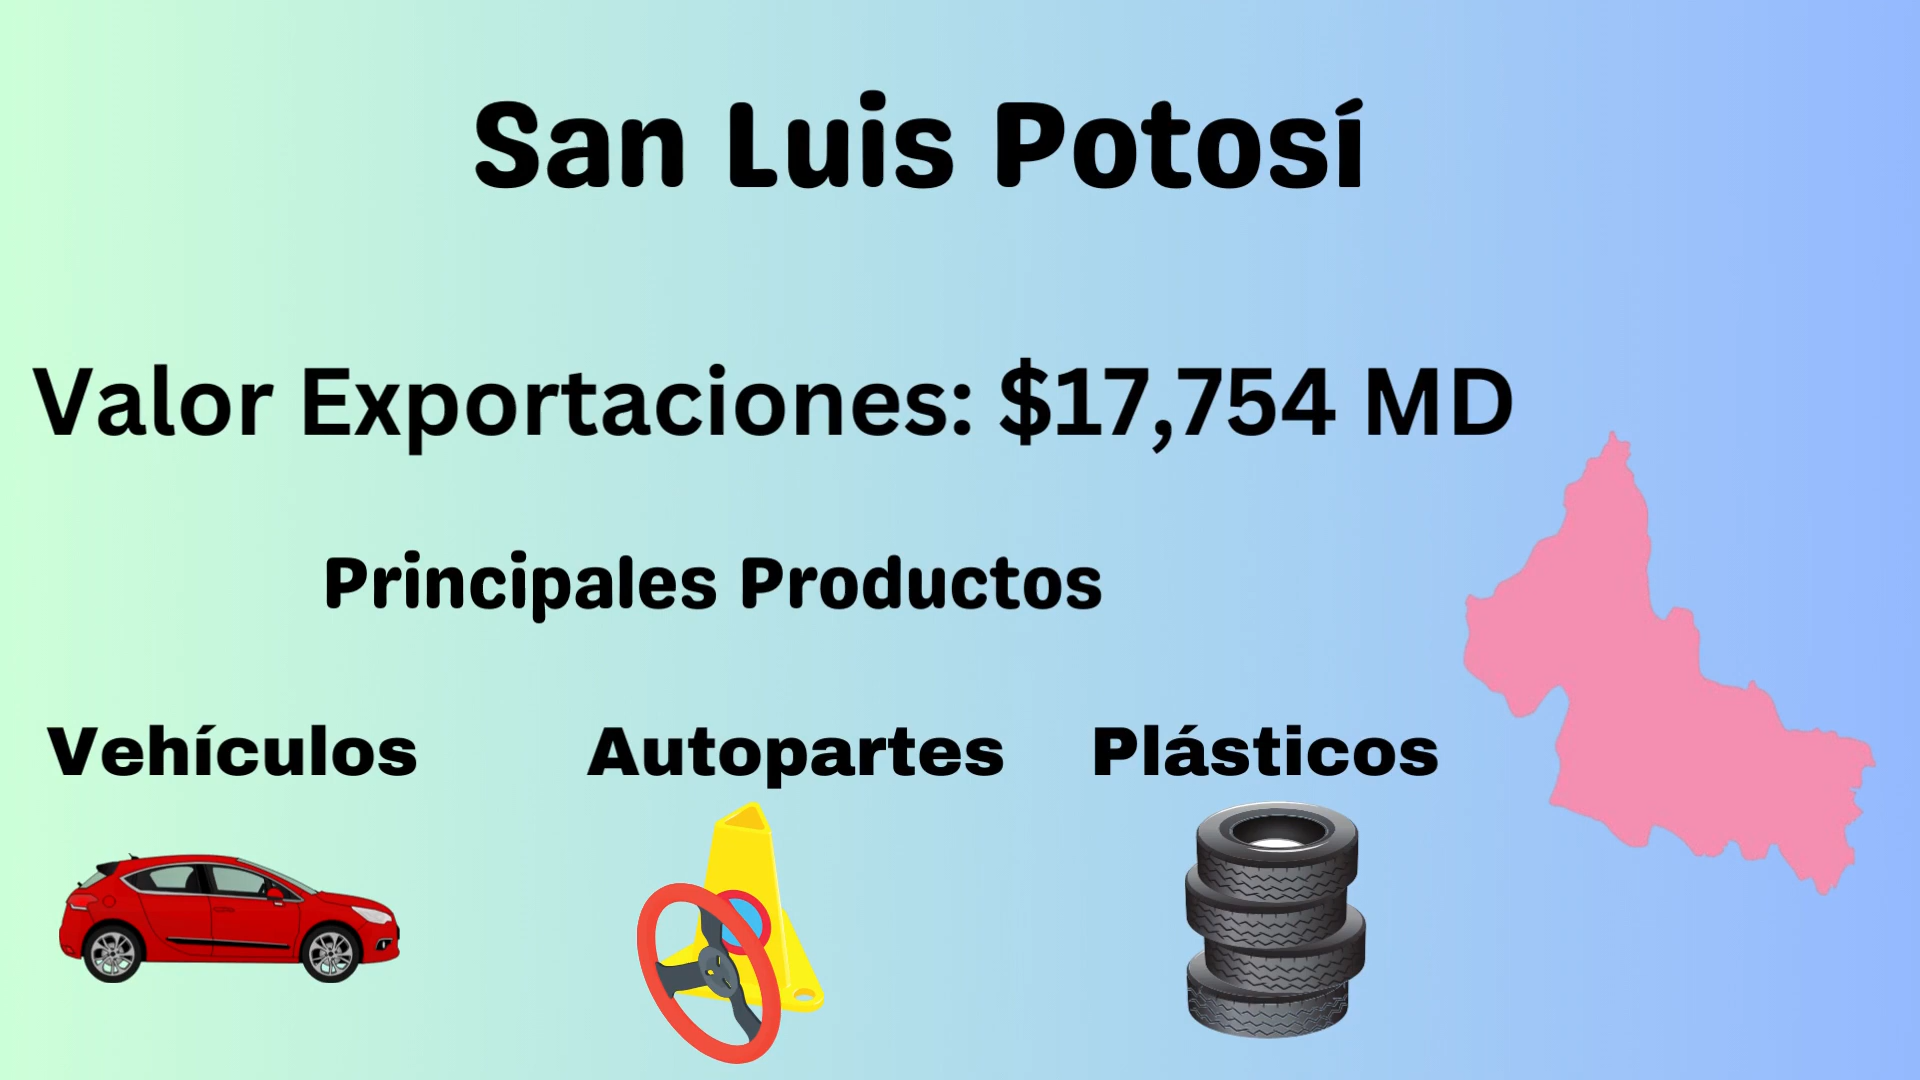 San Luis Potosí
Valor Exportaciones: $17,754 MD
Principales Productos
Vehículos Autopartes Plásticos